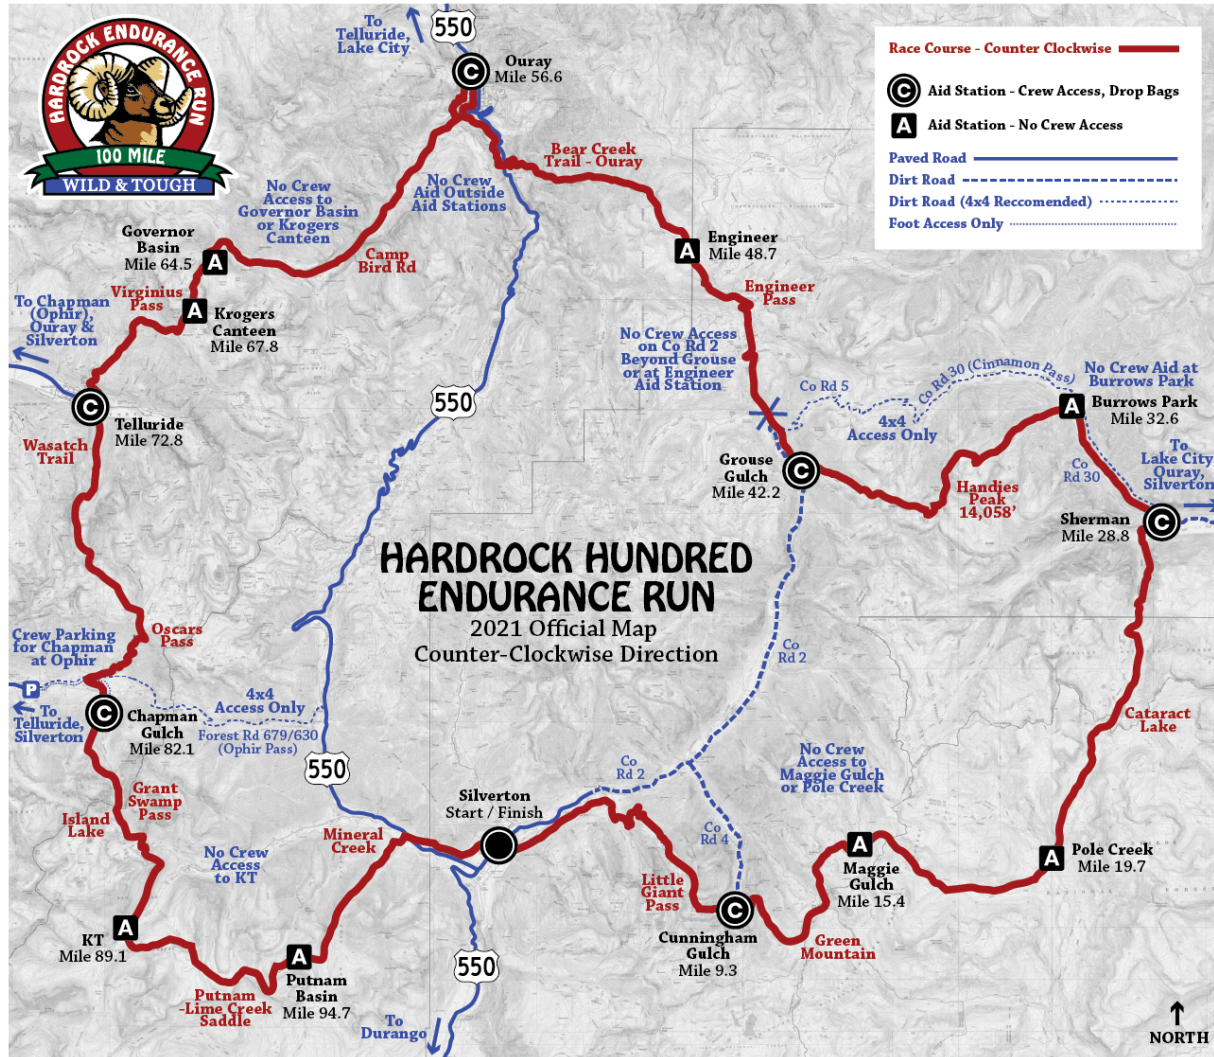 HARDROCK ENDURANCE RUN
100 MILE
WILD & TOUGH
To
Telluride,
Lake City
550
Ouray
Mile 56.6
Race Course - Counter Clockwise
C
Aid Station - Crew Access, Drop Bags
A
Aid Station - No Crew Access
Paved Road
Dirt Road
Dirt Road (4x4 Reccomended)
Foot Access Only
Bear Creek
Trail - Ouray
No Crew
Access to
Governor Basin
or Krogers
Canteen
No Crew
Aid Outside
Aid Stations
Governor
Basin
Mile 64.5
A
Camp
Bird Rd
Engineer
Mile 48.7
A
Virginius
Pass
A
Krogers
Canteen
Mile 67.8
Engineer
Pass
To Chapman
(Ophir),
Ouray &
Silverton
No Crew Access
on Co Rd 2
Beyond Grouse
or at Engineer
Aid Station
Co Rd 5
Co Rd 30 (Cinnamon Pass)
No Crew Aid at
Burrows Park
A
Burrows Park
Mile 32.6
550
C
Telluride
Mile 72.8
4x4
Access Only
Wasatch
Trail
Grouse
Gulch
Mile 42.2
C
Handies
Peak
14,058'
Co
Rd 30
To
Lake City
Ouray,
Silverton
Sherman
Mile 28.8
C
HARDROCK HUNDRED
ENDURANCE RUN
2021 Official Map
Counter-Clockwise Direction
Oscars
Pass
Crew Parking
for Chapman
at Ophir
P
Co
Rd 2
To
Telluride,
Silverton
C
Chapman
Gulch
Mile 82.1
4x4
Access Only
Forest Rd 679/630
(Ophir Pass)
Cataract
Lake
550
Co
Rd 2
No Crew
Access to
Maggie Gulch
or Pole Creek
Grant
Swamp
Pass
Island
Lake
Silverton
Start / Finish
Mineral
Creek
Co
Rd 4
No Crew
Access
to KT
A
Maggie
Gulch
Mile 15.4
A
Pole Creek
Mile 19.7
Little
Giant
Pass
C
Cunningham
Gulch
Mile 9.3
Green
Mountain
A
KT
Mile 89.1
A
Putnam
Basin
Mile 94.7
550
Putnam
-Lime Creek
Saddle
To
Durango
NORTH